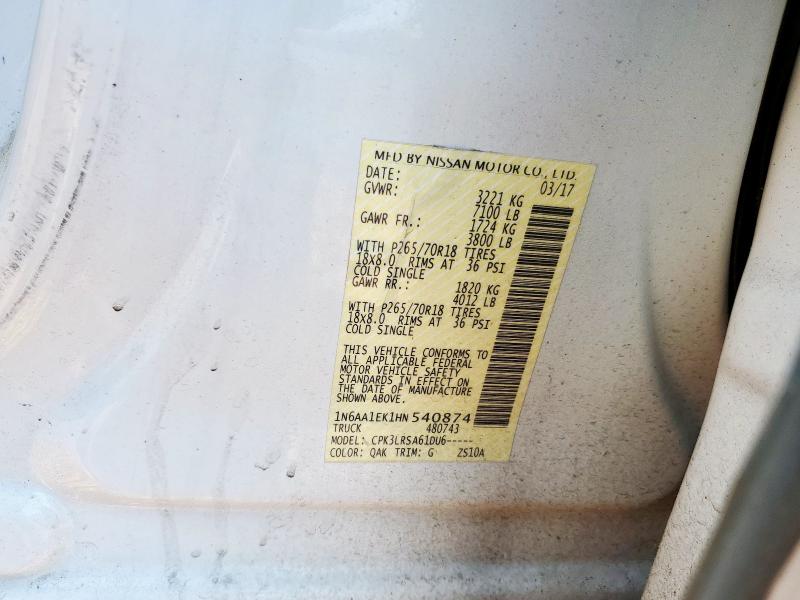 MFD BY NISSAN MOTOR CO., LTD.
DATE: 03/17
GVWR: 3221 KG
7100 LB
GAWR FR.: 1724 KG
3800 LB
WITH P265/70R18 TIRES
18X8.0 RIMS AT 36 PSI
COLD SINGLE
GAWR RR.: 1820 KG
4012 LB
WITH P265/70R18 TIRES
18X8.0 RIMS AT 36 PSI
COLD SINGLE
THIS VEHICLE CONFORMS TO
ALL APPLICABLE FEDERAL
MOTOR VEHICLE SAFETY
STANDARDS IN EFFECT ON
THE DATE OF MANUFACTURE
SHOWN ABOVE.
1N6AA1EK1HN540874
TRUCK 480743
MODEL: CPK3LRSA61DU6-----
COLOR: QAK TRIM: G ZS10A